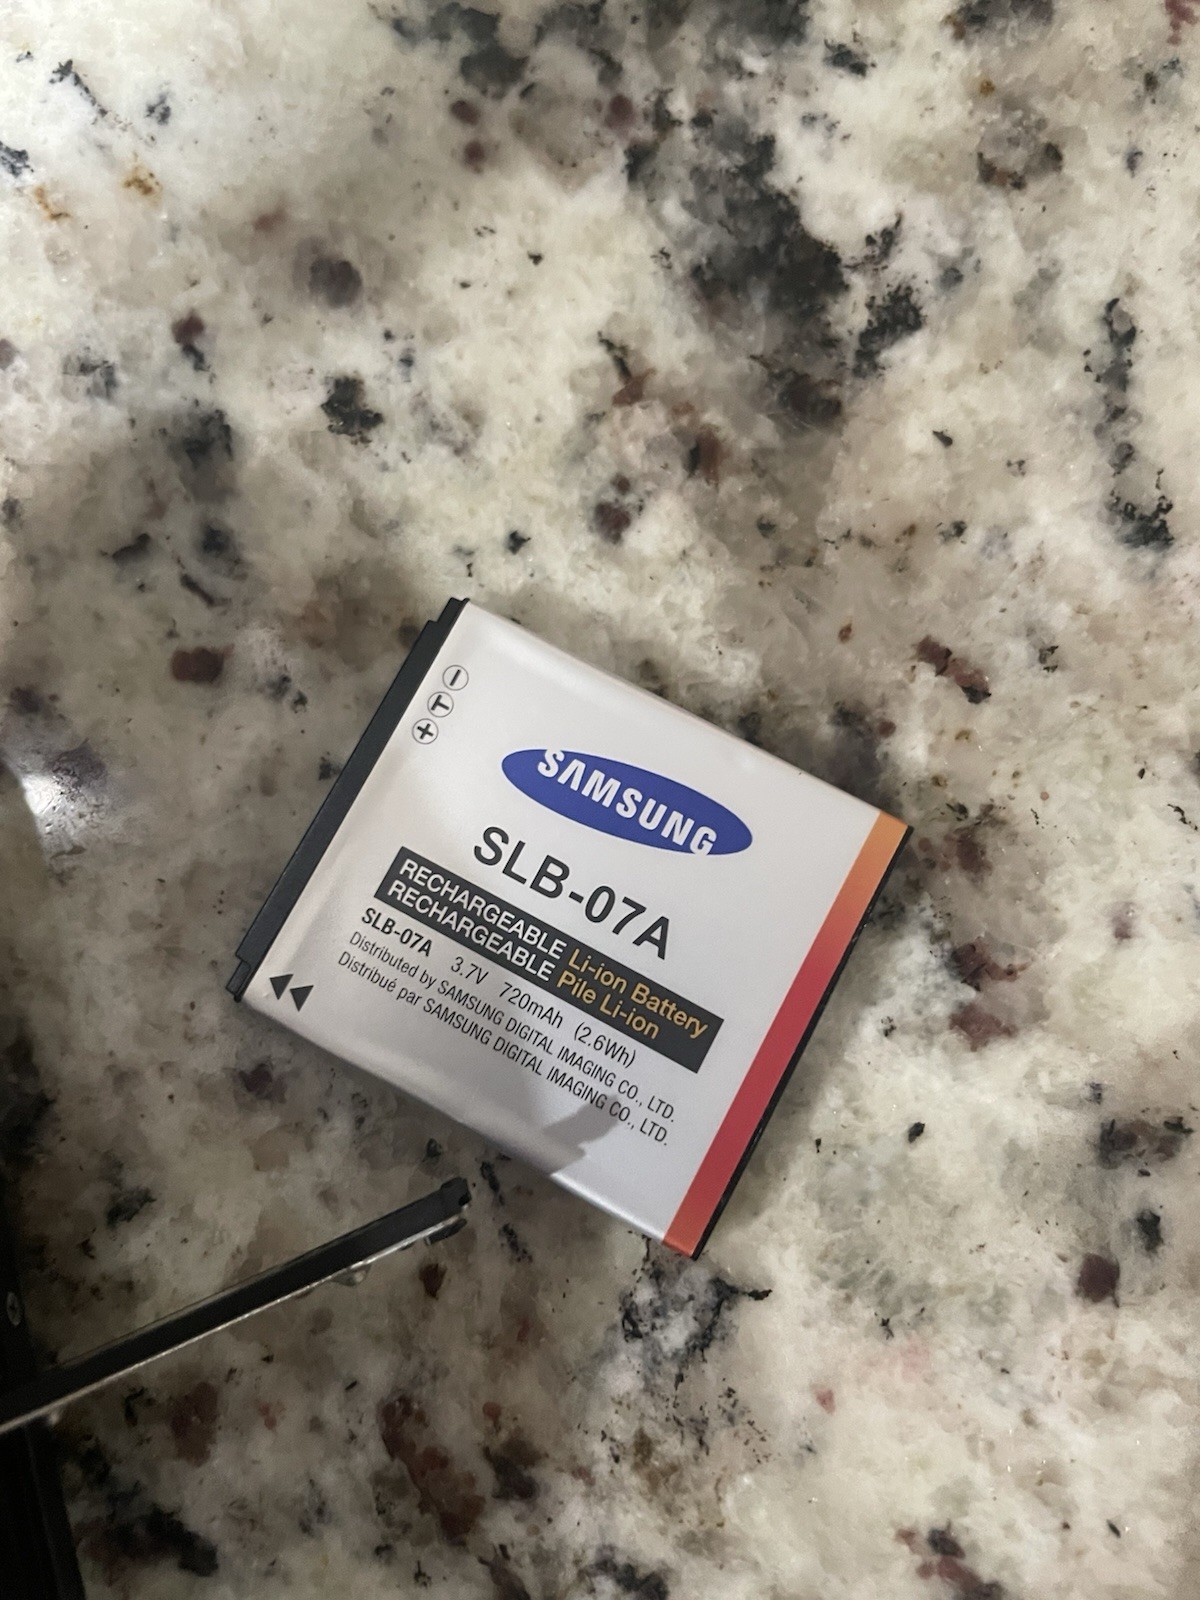 SAMSUNG
SLB-07A
RECHARGEABLE Li-ion Battery
RECHARGEABLE Pile Li-ion
SLB-07A 3.7V 720mAh (2.6Wh)
Distributed by SAMSUNG DIGITAL IMAGING CO., LTD.
Distribué par SAMSUNG DIGITAL IMAGING CO., LTD.